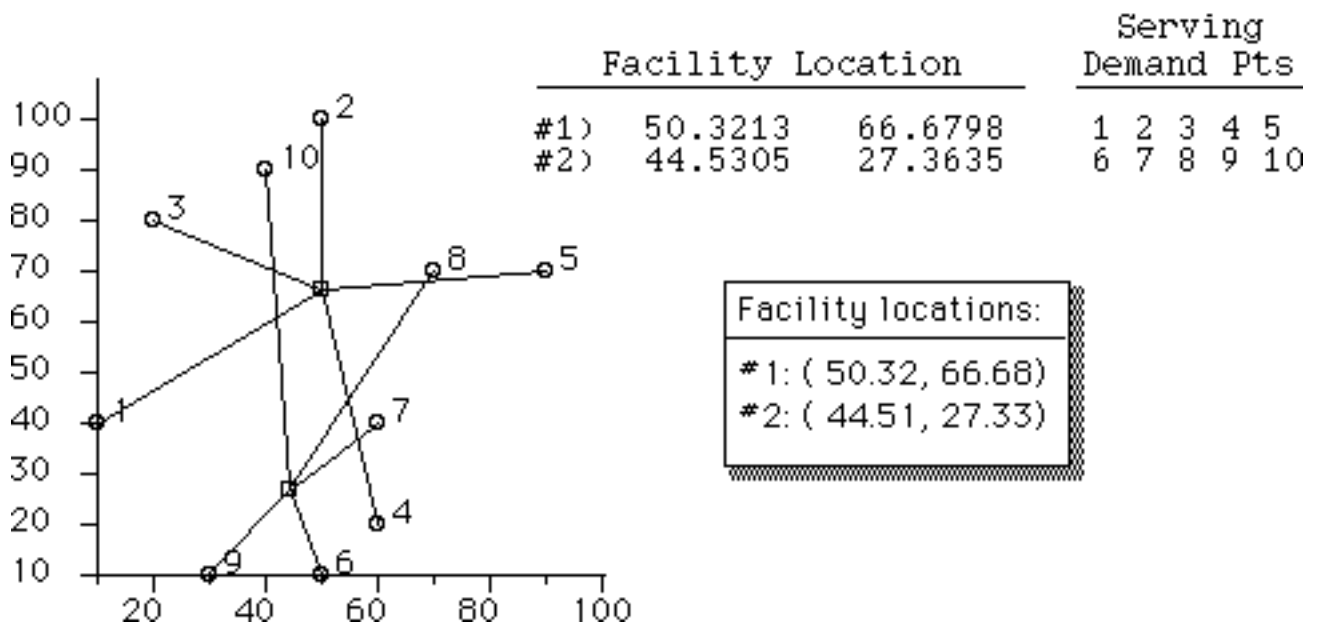 Serving
Facility Location Demand Pts
#1) 50.3213 66.6798 1 2 3 4 5
#2) 44.5305 27.3635 6 7 8 9 10
100
2
90
10
80
3
70
8
5
60
50
40
1
7
30
20
4
10
9
6
20 40 60 80 100
Facility locations:
#1: ( 50.32, 66.68)
#2: ( 44.51, 27.33)